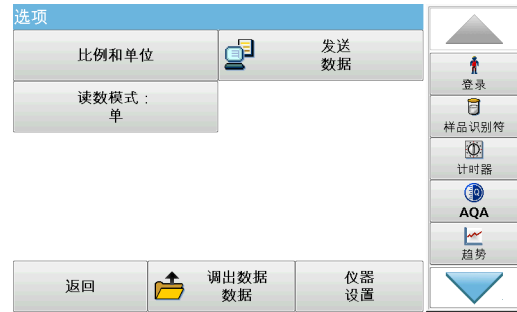 选项
比例和单位
发送
数据
读数模式：
单
返回
调出数据
数据
仪器
设置
登录
样品识别符
计时器
AQA
趋势